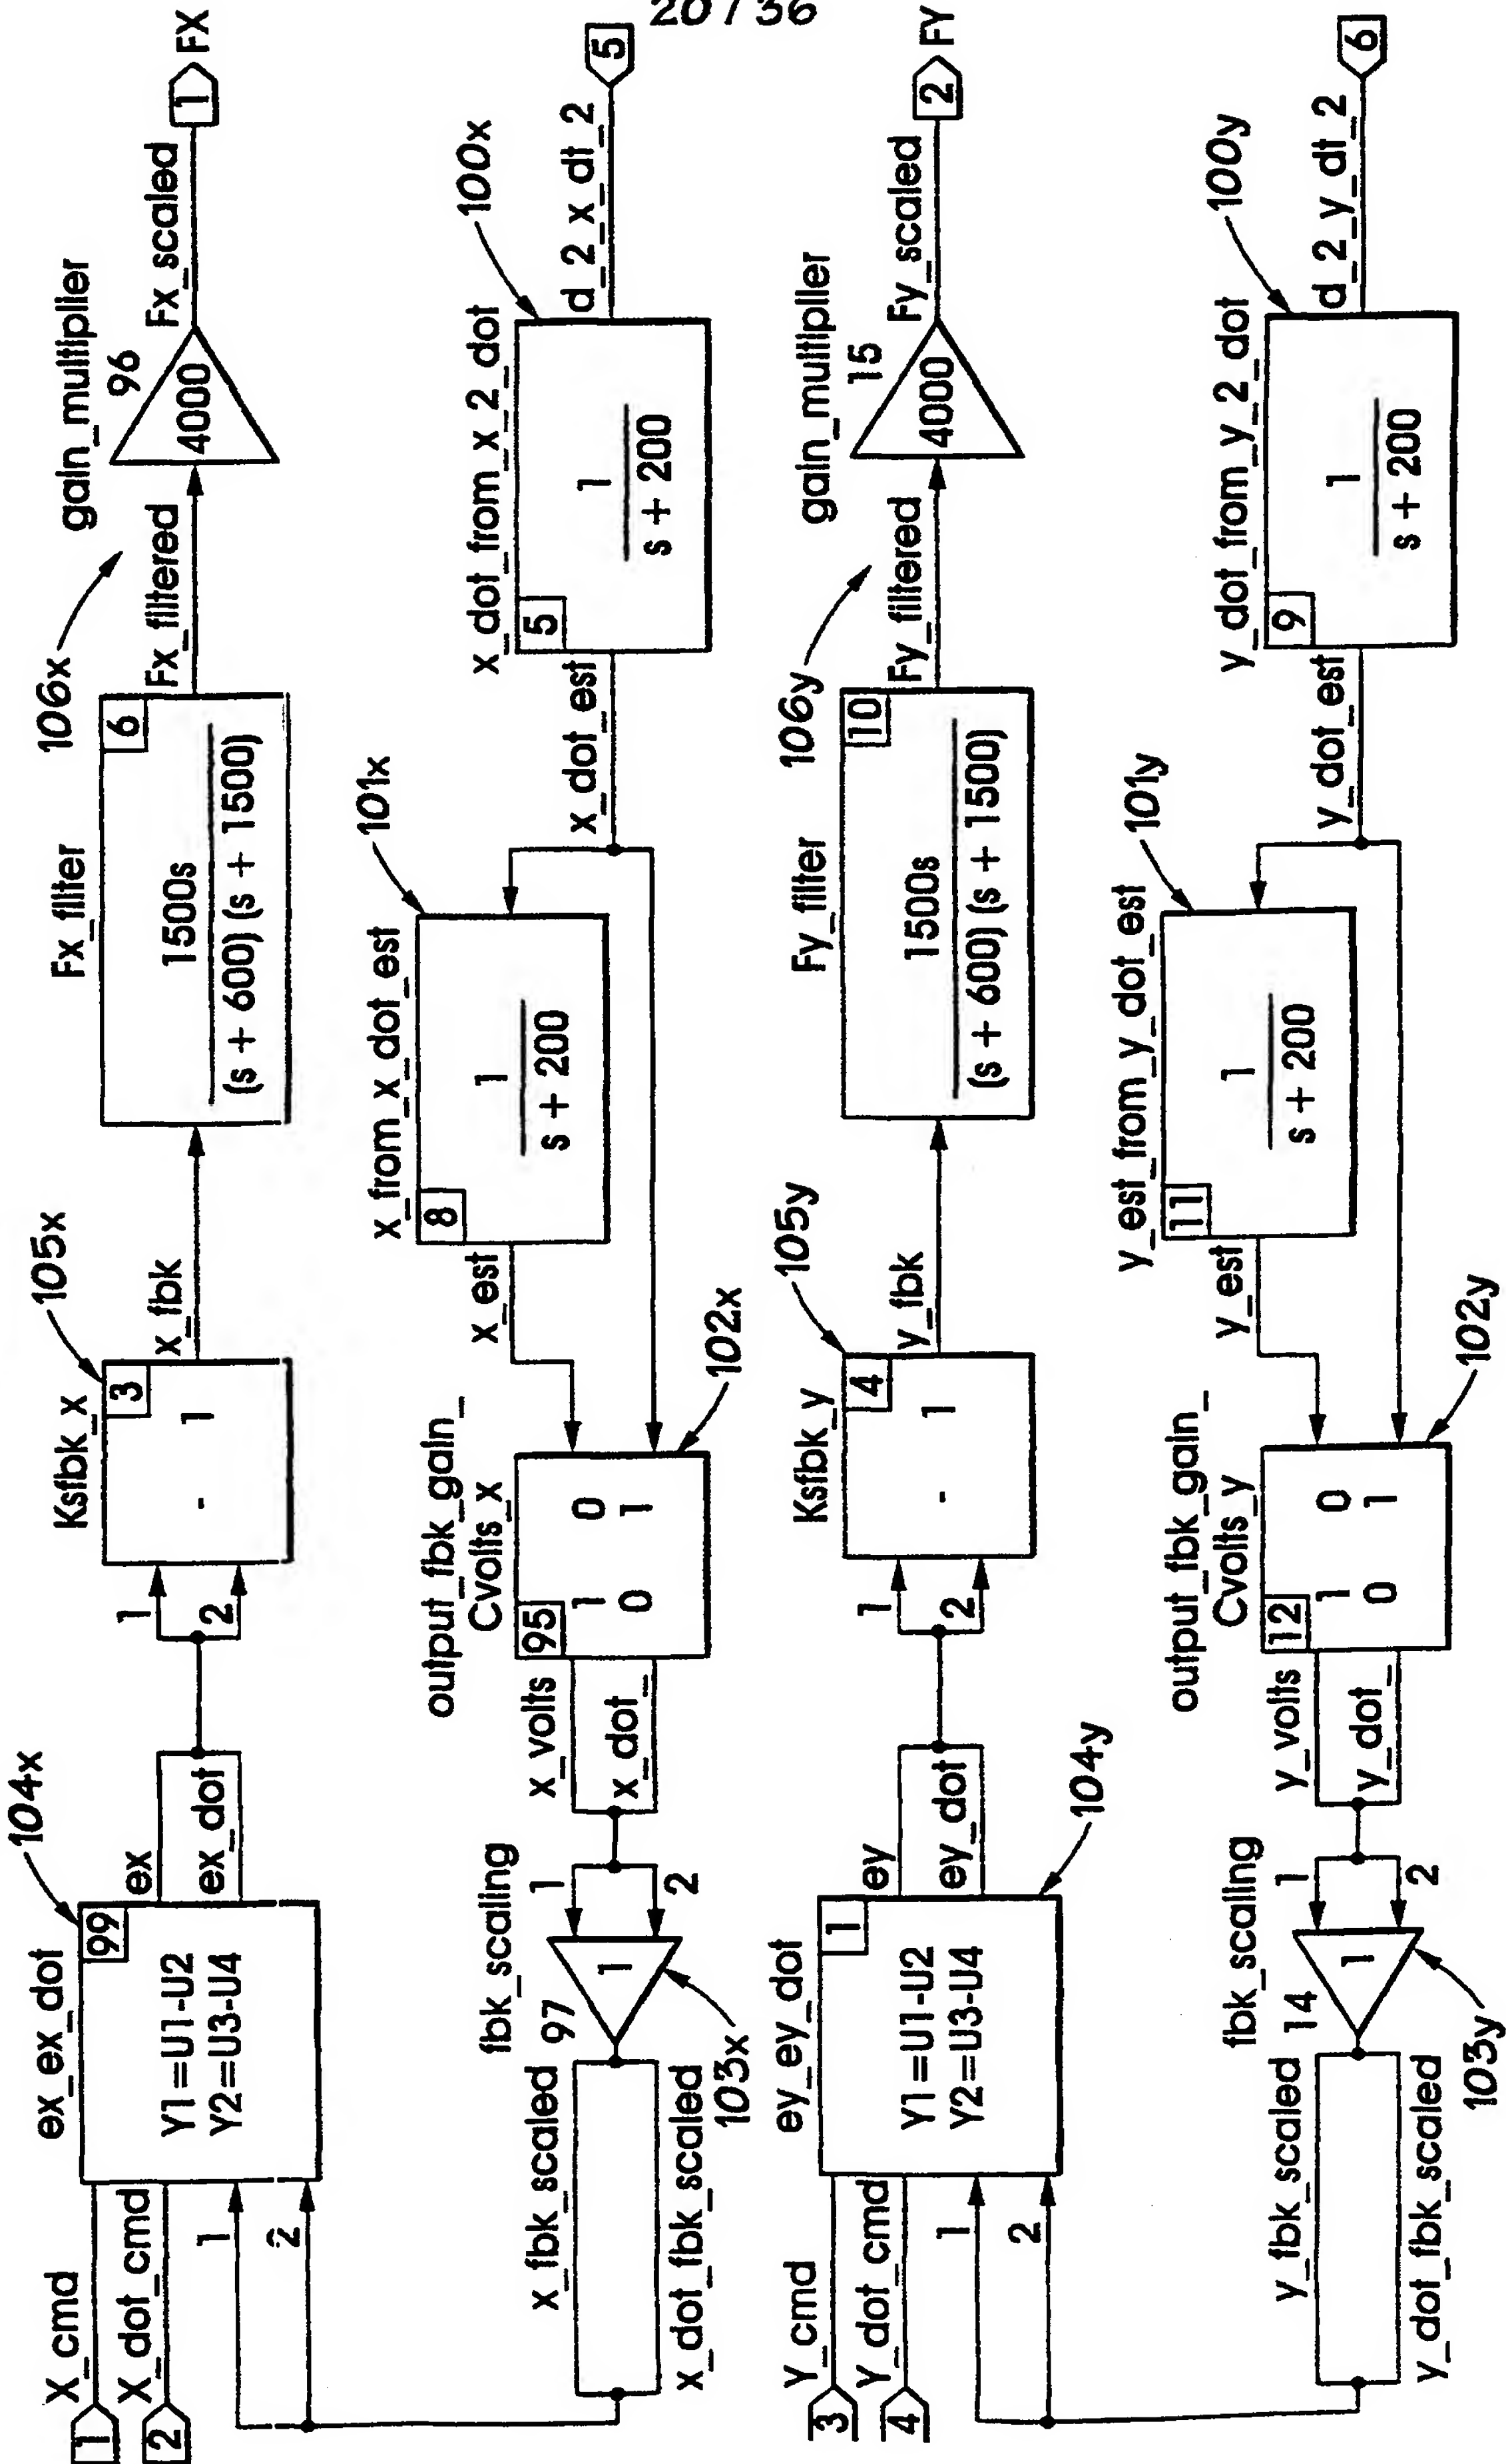 20 / 36
1
X_cmd
2
X_dot_cmd
1
2
ex_ex_dot
99
Y1=U1-U2
Y2=U3-U4
104x
ex
ex_dot
1
2
Ksfbk_x
3
- 1
105x
x_fbk
Fx_filter
6
1500s
(s + 600) (s + 1500)
106x
Fx_filtered
gain_multiplier
96
4000
Fx_scaled
1
FX
x_fbk_scaled
x_dot_fbk_scaled
fbk_scaling
97
1
103x
1
2
x_volts
x_dot_
output_fbk_gain_
Cvolts_x
95
1 0
0 1
102x
x_est
x_from_x_dot_est
8
1
s + 200
101x
x_dot_est
x_dot_from_x_2_dot
5
1
s + 200
100x
d_2_x_dt_2
5
3
Y_cmd
4
Y_dot_cmd
1
2
ey_ey_dot
1
Y1=U1-U2
Y2=U3-U4
104y
ey
ey_dot
1
2
Ksfbk_y
4
- 1
105y
y_fbk
Fy_filter
10
1500s
(s + 600) (s + 1500)
106y
Fy_filtered
gain_multiplier
15
4000
Fy_scaled
2
FY
y_fbk_scaled
y_dot_fbk_scaled
fbk_scaling
14
1
103y
1
2
y_volts
y_dot_
output_fbk_gain_
Cvolts_y
12
1 0
0 1
102y
y_est
y_est_from_y_dot_est
11
1
s + 200
101y
y_dot_est
y_dot_from_y_2_dot
9
1
s + 200
100y
d_2_y_dt_2
6